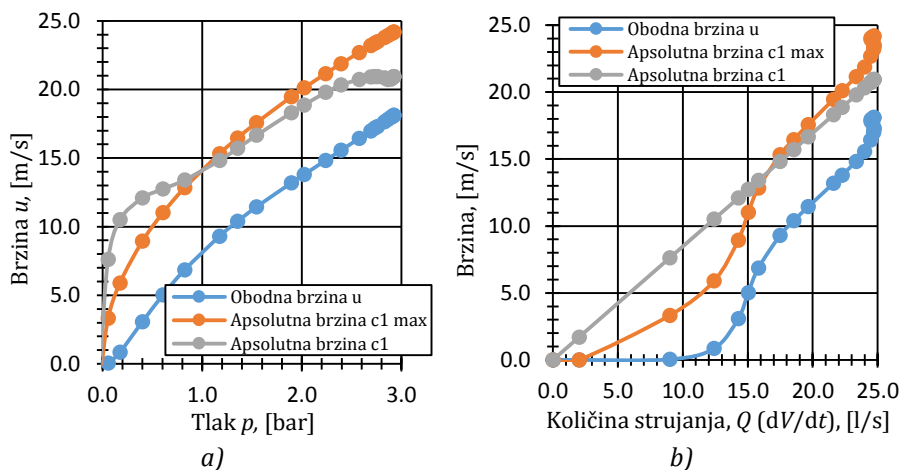 25.0
20.0
15.0
10.0
5.0
0.0
Brzina u, [m/s]
Obodna brzina u
Apsolutna brzina c1 max
Apsolutna brzina c1
0.0 1.0 2.0 3.0
Tlak p, [bar]
a)
25.0
20.0
15.0
10.0
5.0
0.0
Brzina, [m/s]
Obodna brzina u
Apsolutna brzina c1 max
Apsolutna brzina c1
0.0 5.0 10.0 15.0 20.0 25.0
Količina strujanja, Q (dV/dt), [l/s]
b)